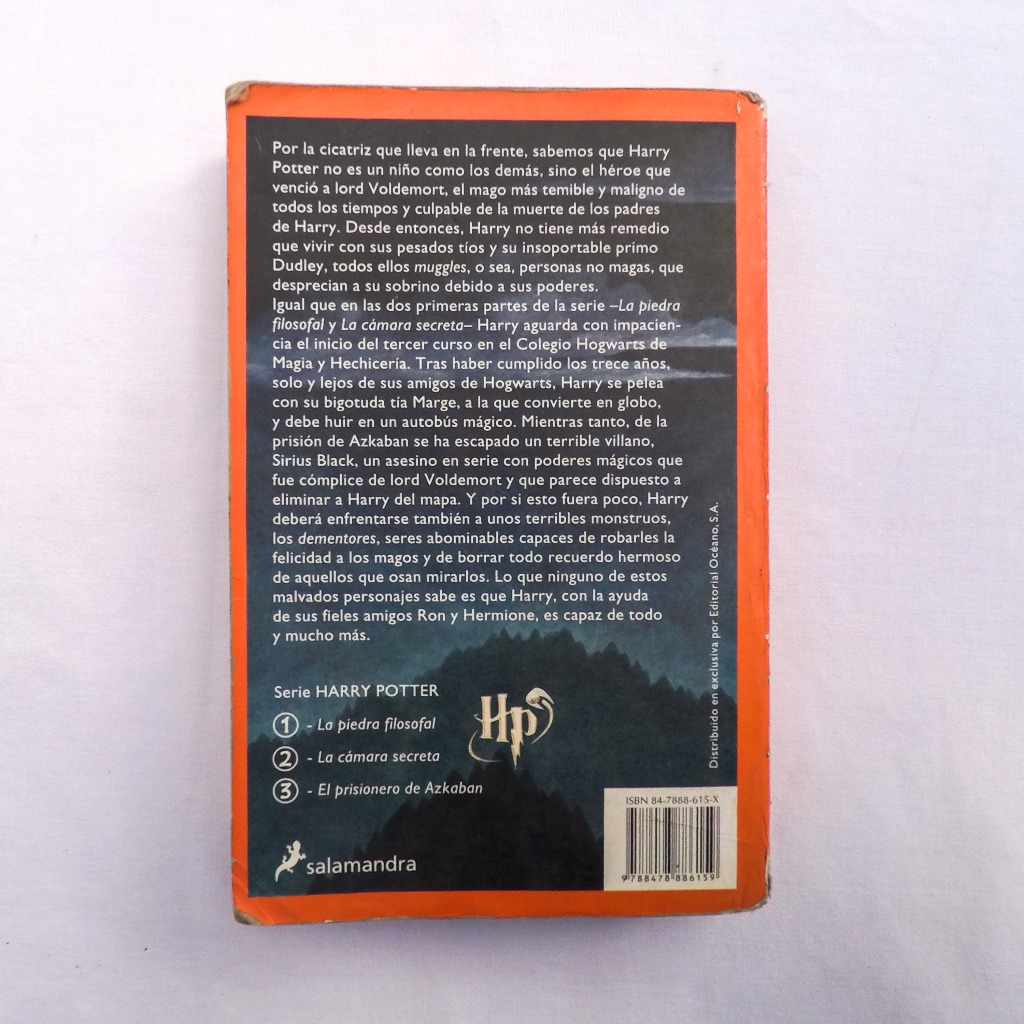 Por la cicatriz que lleva en la frente, sabemos que Harry
Potter no es un niño como los demás, sino el héroe que
venció a lord Voldemort, el mago más temible y maligno de
todos los tiempos y culpable de la muerte de los padres
de Harry. Desde entonces, Harry no tiene más remedio
que vivir con sus pesados tíos y su insoportable primo
Dudley, todos ellos muggles, o sea, personas no magas, que
desprecian a su sobrino debido a sus poderes.
Igual que en las dos primeras partes de la serie –La piedra
filosofal y La cámara secreta– Harry aguarda con impacien-
cia el inicio del tercer curso en el Colegio Hogwarts de
Magia y Hechicería. Tras haber cumplido los trece años,
solo y lejos de sus amigos de Hogwarts, Harry se pelea
con su bigotuda tía Marge, a la que convierte en globo,
y debe huir en un autobús mágico. Mientras tanto, de la
prisión de Azkaban se ha escapado un terrible villano,
Sirius Black, un asesino en serie con poderes mágicos que
fue cómplice de lord Voldemort y que parece dispuesto a
eliminar a Harry del mapa. Y por si esto fuera poco, Harry
deberá enfrentarse también a unos terribles monstruos,
los dementores, seres abominables capaces de robarles la
felicidad a los magos y de borrar todo recuerdo hermoso
de aquellos que osan mirarlos. Lo que ninguno de estos
malvados personajes sabe es que Harry, con la ayuda
de sus fieles amigos Ron y Hermione, es capaz de todo
y mucho más.
Serie HARRY POTTER
1 - La piedra filosofal
2 - La cámara secreta
3 - El prisionero de Azkaban
HP
salamandra
Distribuido en exclusiva por Editorial Océano, S.A.
ISBN 84-7888-615-X
9 788478 886159